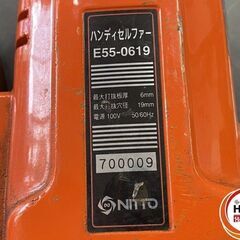 ハンディセルファー
E55-0619
最大打抜板厚 6mm
最大打抜穴径 19mm
電源 100V 50/60Hz
700009
NITTO